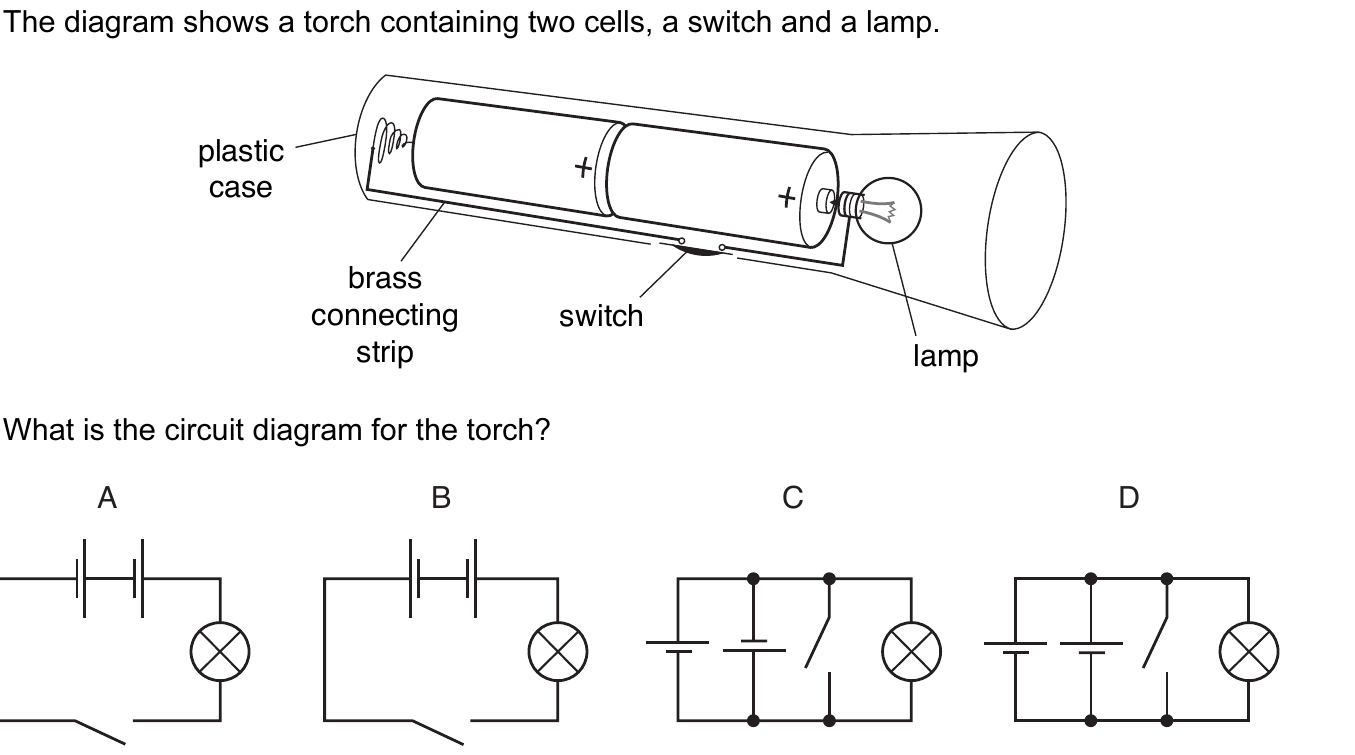 The diagram shows a torch containing two cells, a switch and a lamp.
plastic
case
+
+
brass
connecting
strip
switch
lamp
What is the circuit diagram for the torch?
A B C D